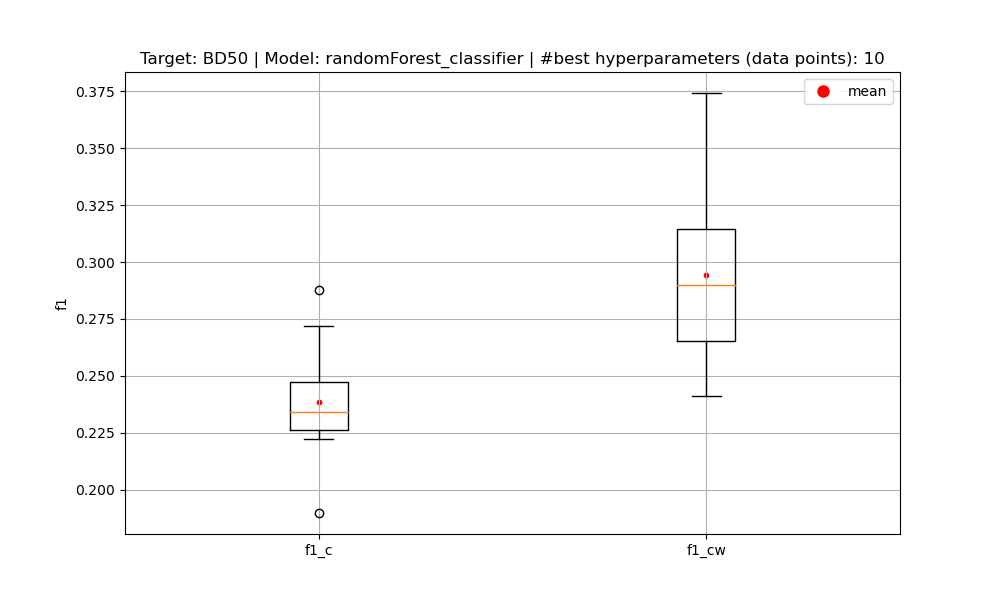 Target: BD50 | Model: randomForest_classifier | #best hyperparameters (data points): 10
mean
0.375
0.350
0.325
0.300
0.275
0.250
0.225
0.200
f1
f1_c
f1_cw